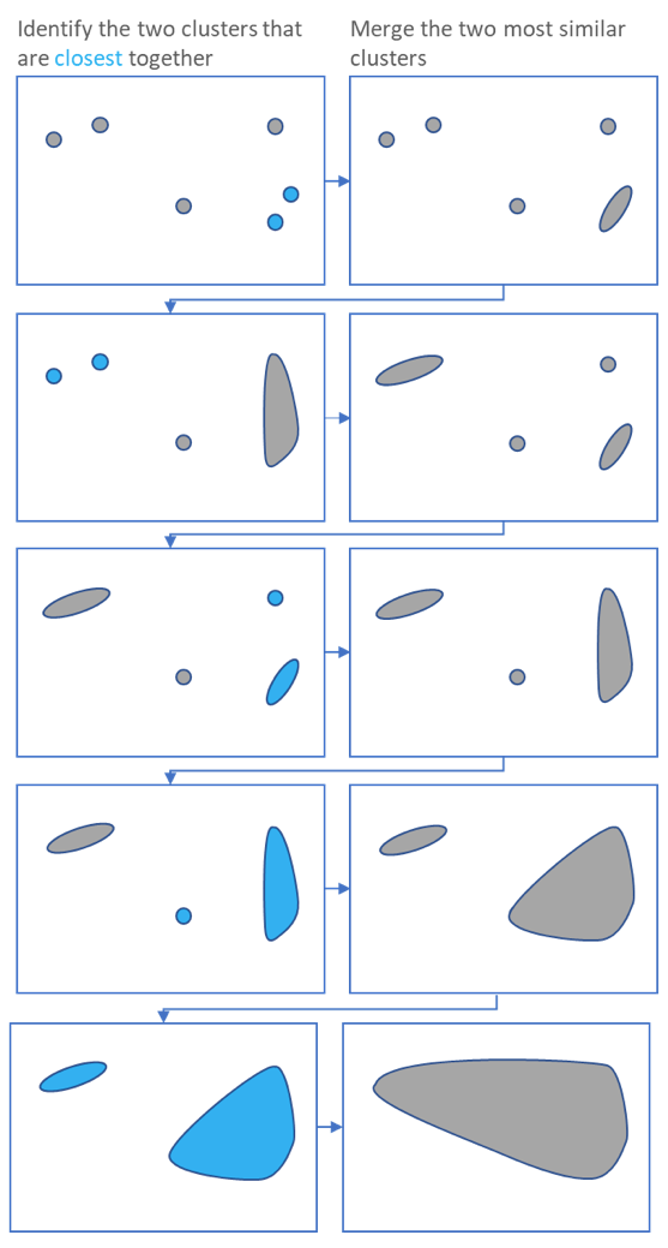 Identify the two clusters that
are closest together
Merge the two most similar
clusters